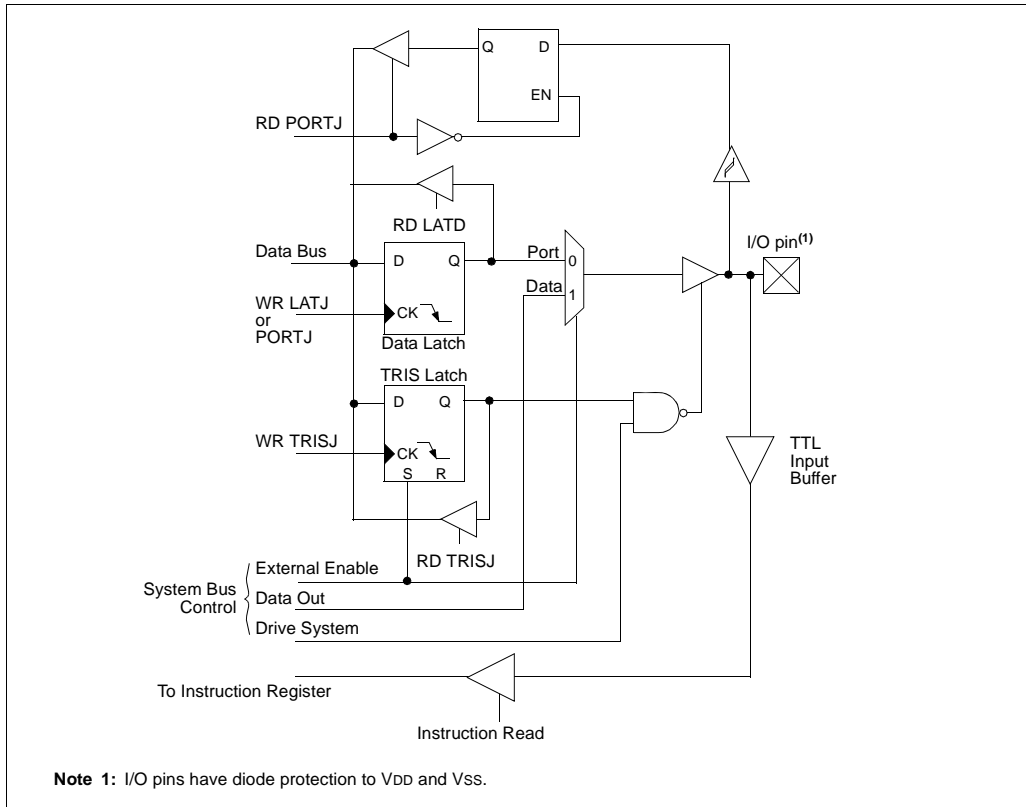 Q
D
EN
RD PORTJ
RD LATD
I/O pin(1)
Data Bus
D
Q
Port
0
Data
1
WR LATJ
or
PORTJ
CK
Data Latch
TRIS Latch
D
Q
WR TRISJ
CK
S
R
TTL
Input
Buffer
RD TRISJ
System Bus
Control
External Enable
Data Out
Drive System
To Instruction Register
Instruction Read
Note 1: I/O pins have diode protection to VDD and VSS.